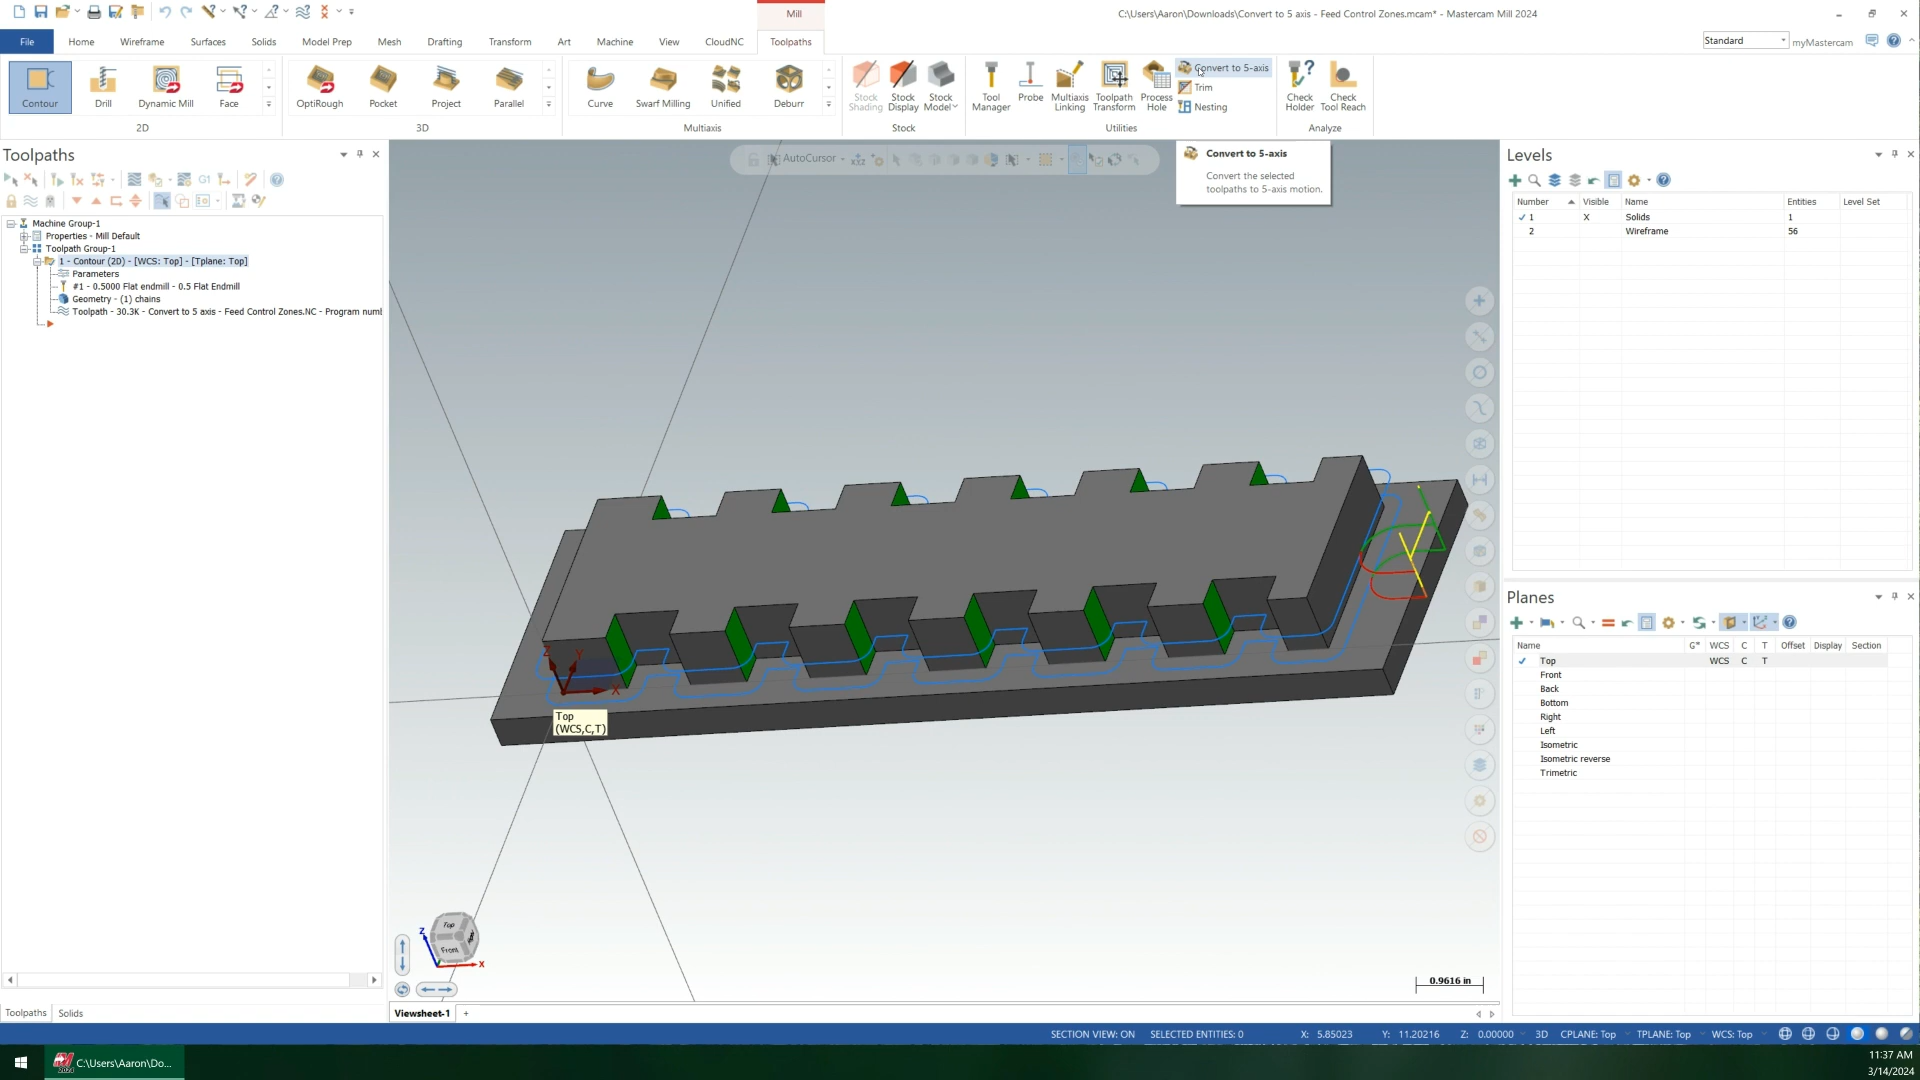 Mill
C:\Users\Aaron\Downloads\Convert to 5 axis - Feed Control Zones.mcam* - Mastercam Mill 2024
File
Home
Wireframe
Surfaces
Solids
Model Prep
Mesh
Drafting
Transform
Art
Machine
View
CloudNC
Toolpaths
Standard
myMastercam
Contour
Drill
Dynamic Mill
Face
OptiRough
Pocket
Project
Parallel
Curve
Swarf Milling
Unified
Deburr
Stock Shading
Stock Display
Stock Model
Tool Manager
Probe
Multiaxis Linking
Toolpath Transform
Process Hole
Convert to 5-axis
Trim
Nesting
Check Holder
Check Tool Reach
2D
3D
Multiaxis
Stock
Utilities
Analyze
Toolpaths
G1
Machine Group-1
Properties - Mill Default
Toolpath Group-1
1 - Contour (2D) - [WCS: Top] - [Tplane: Top]
Parameters
#1 - 0.5000 Flat endmill - 0.5 Flat Endmill
Geometry - (1) chains
Toolpath - 30.3K - Convert to 5 axis - Feed Control Zones.NC - Program numb
Toolpaths
Solids
AutoCursor
Convert to 5-axis
Convert the selected
toolpaths to 5-axis motion.
Z
Y
X
Top
(WCS,C,T)
Top
Front
Z
X
0.9616 in
Viewsheet-1
+
Levels
Number
Visible
Name
Entities
Level Set
1
X
Solids
1
2
Wireframe
56
Planes
Name
G*
WCS
C
T
Offset
Display
Section
Top
WCS
C
T
Front
Back
Bottom
Right
Left
Isometric
Isometric reverse
Trimetric
SECTION VIEW: ON
SELECTED ENTITIES: 0
X: 5.85023
Y: 11.20216
Z: 0.00000
3D
CPLANE: Top
TPLANE: Top
WCS: Top
C:\Users\Aaron\Do...
11:37 AM
3/14/2024